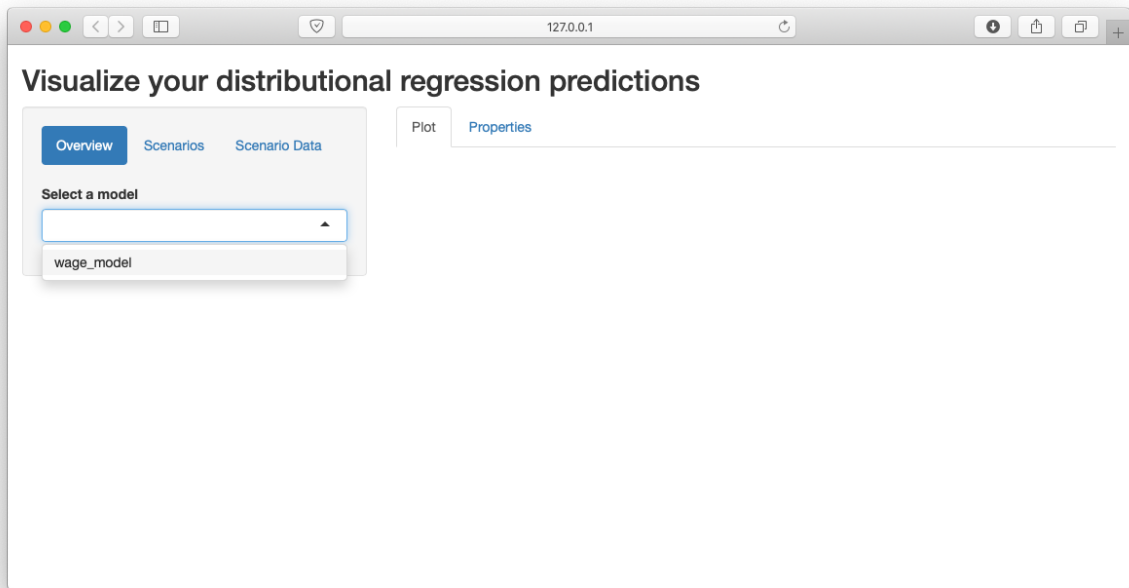 127.0.0.1
Visualize your distributional regression predictions
Overview Scenarios Scenario Data
Plot Properties
Select a model
wage_model